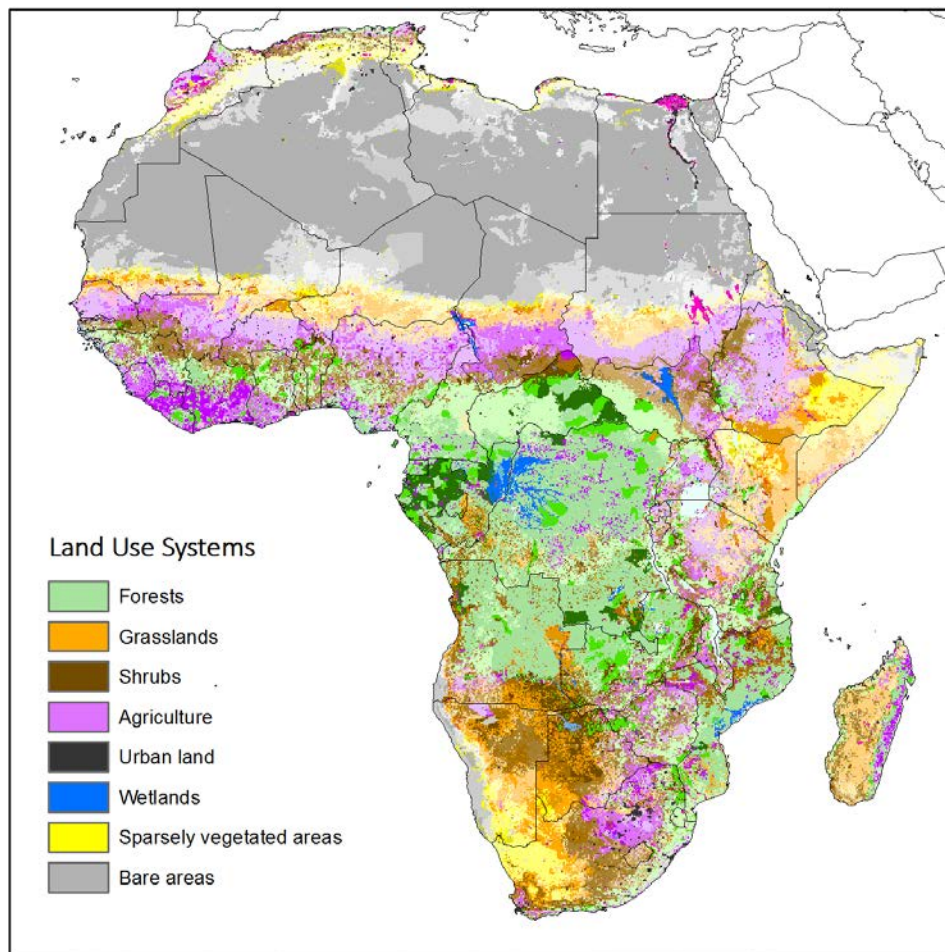 Land Use Systems
Forests
Grasslands
Shrubs
Agriculture
Urban land
Wetlands
Sparsely vegetated areas
Bare areas